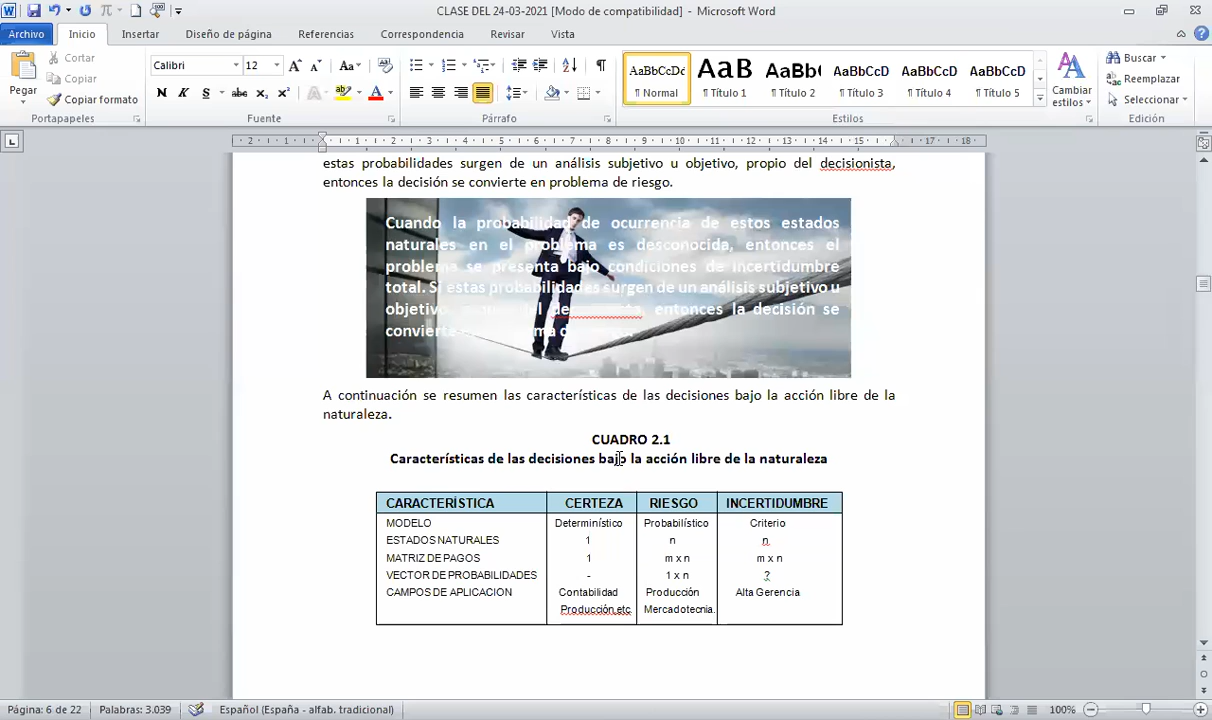 CLASE DEL 24-03-2021 [Modo de compatibilidad] - Microsoft Word
Archivo Inicio Insertar Diseño de página Referencias Correspondencia Revisar Vista
Pegar
Cortar
Copiar
Copiar formato
Portapapeles
Calibri 12
Fuente
Párrafo
AaBbCcDc AaB AaBbC AaBbCcD AaBbCcD AaBbCcD
¶ Normal ¶ Título 1 ¶ Título 2 ¶ Título 3 ¶ Título 4 ¶ Título 5
Estilos
Cambiar estilos
Buscar
Reemplazar
Seleccionar
Edición
estas probabilidades surgen de un análisis subjetivo u objetivo, propio del decisionista,
entonces la decisión se convierte en problema de riesgo.
Cuando la probabilidad de ocurrencia de estos estados
naturales en el problema es desconocida, entonces el
problema se presenta bajo condiciones de incertidumbre
total. Si estas probabilidades surgen de un análisis subjetivo u
objetivo, entonces la decisión se
convierte
A continuación se resumen las características de las decisiones bajo la acción libre de la
naturaleza.
CUADRO 2.1
Características de las decisiones bajo la acción libre de la naturaleza
CARACTERÍSTICA CERTEZA RIESGO INCERTIDUMBRE
MODELO Determinístico Probabilístico Criterio
ESTADOS NATURALES 1 n n
MATRIZ DE PAGOS 1 m x n m x n
VECTOR DE PROBABILIDADES - 1 x n ?
CAMPOS DE APLICACION Contabilidad Producción Alta Gerencia
Producción,etc Mercadotecnia.
Página: 6 de 22 Palabras: 3.039 Español (España - alfab. tradicional) 100%